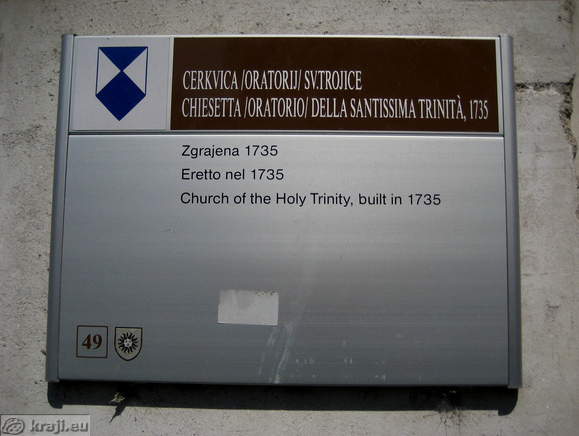 CERKVICA /ORATORIJ/ SV.TROJICE
CHIESETTA /ORATORIO/ DELLA SANTISSIMA TRINITÀ, 1735
Zgrajena 1735
Eretto nel 1735
Church of the Holy Trinity, built in 1735
49
kraji.eu